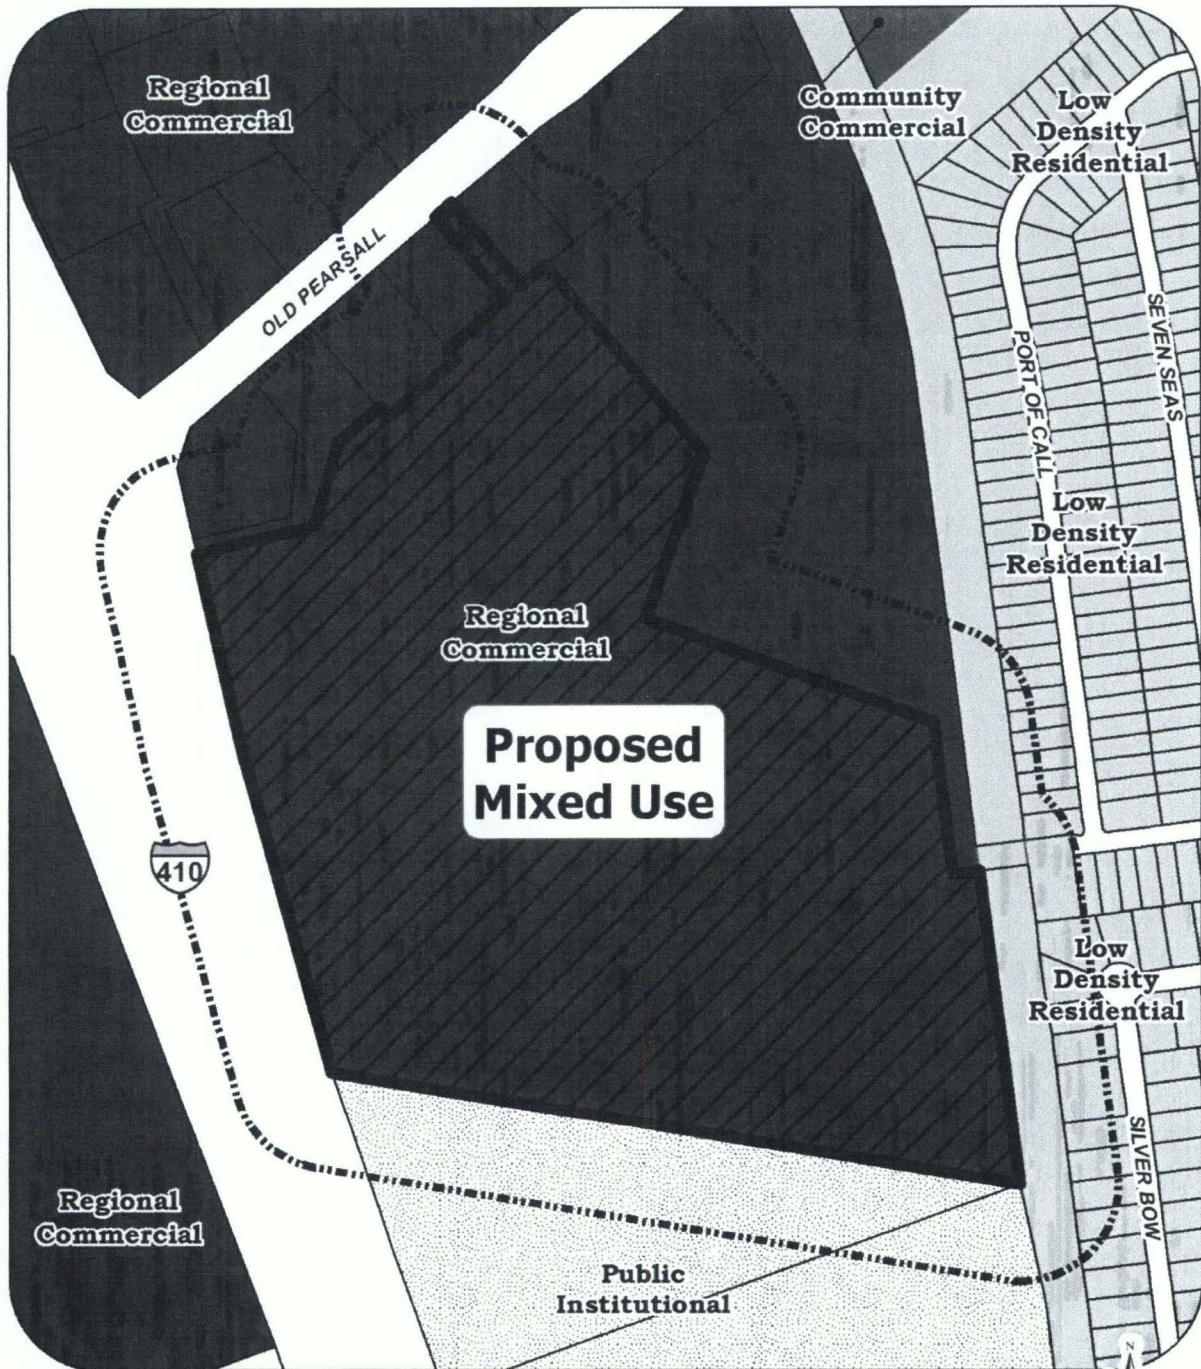 Regional
Commercial
Community
Commercial
Low
Density
Residential
OLD PEARSALL
SEVEN SEAS
PORT OF CALL
Low
Density
Residential
Regional
Commercial
Proposed
Mixed Use
410
Low
Density
Residential
SILVER BOW
Regional
Commercial
Public
Institutional
N